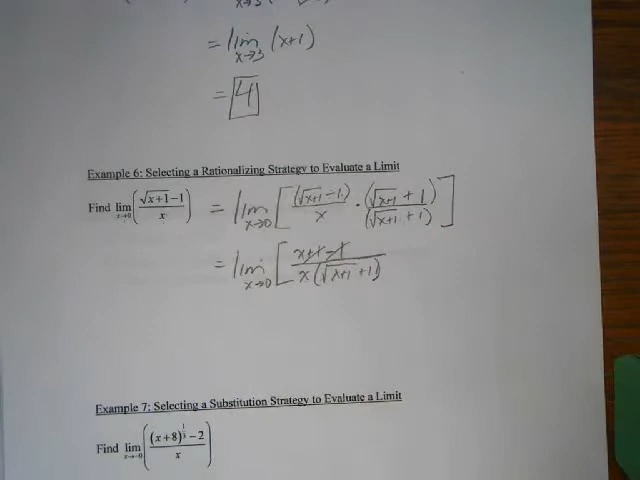 x→3
= lim (x+1)
x→3
= 4
Example 6: Selecting a Rationalizing Strategy to Evaluate a Limit
Find lim x→0 ( (√x+1 − 1) / x ) = lim x→0 [ (√x+1 − 1) / x · (√x+1 + 1) / (√x+1 + 1) ]
= lim x→0 [ x+1−1 / x(√x+1 + 1)
Example 7: Selecting a Substitution Strategy to Evaluate a Limit
Find lim x→0 ( ((x+8)^(1/3) − 2) / x )